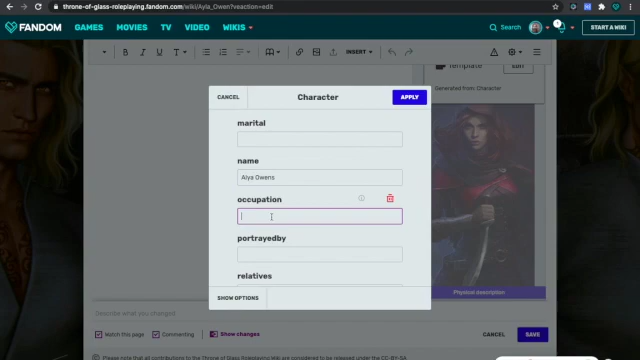 throne-of-glass-roleplaying.fandom.com/wiki/Ayla_Owen?veaction=edit
FANDOM GAMES MOVIES TV VIDEO WIKIS Search 1 START A WIKI
B I U T INSERT
Template
Generated from: Character
CANCEL Character APPLY
marital
name
Alya Owens
occupation
portrayedby
relatives
SHOW OPTIONS
Physical description
Describe what you changed
Watch this page Commenting Show changes CANCEL SAVE
Please note that all contributions to the Throne of Glass Roleplaying Wiki are considered to be released under the CC-BY-SA